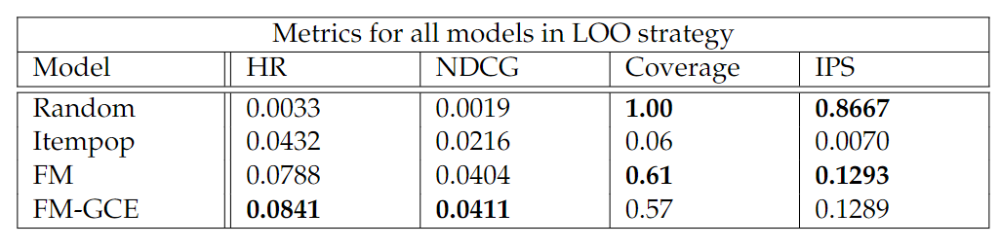 Metrics for all models in LOO strategy
Model HR NDCG Coverage IPS
Random 0.0033 0.0019 1.00 0.8667
Itempop 0.0432 0.0216 0.06 0.0070
FM 0.0788 0.0404 0.61 0.1293
FM-GCE 0.0841 0.0411 0.57 0.1289